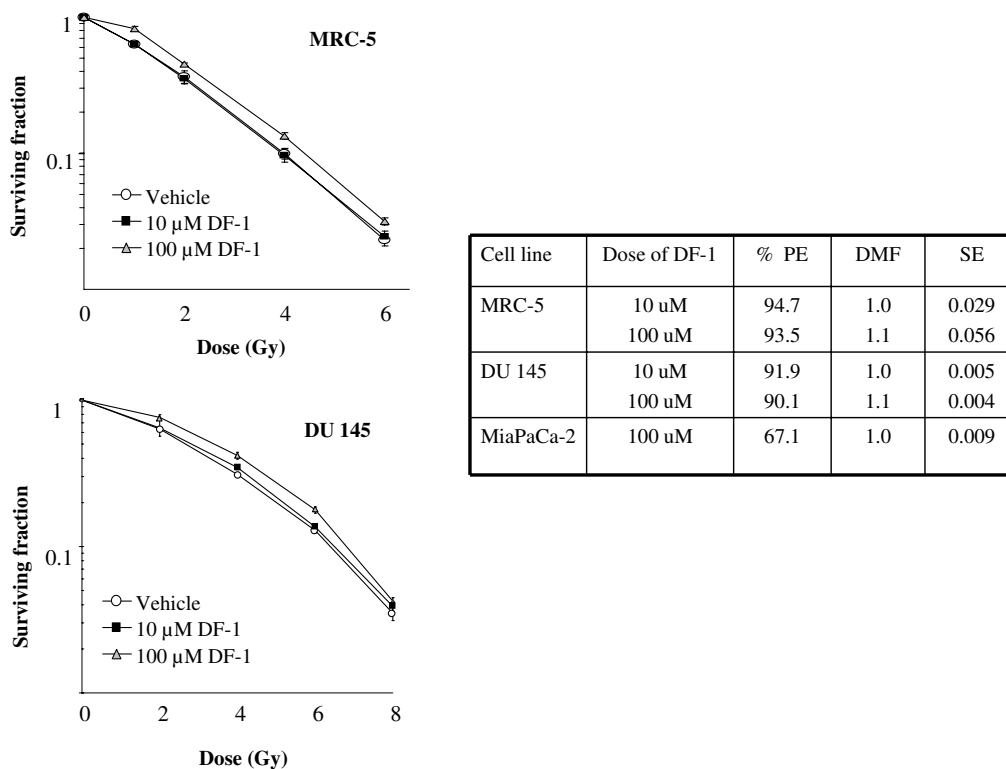 MRC-5
1
0.1
Surviving fraction
Vehicle
10 µM DF-1
100 µM DF-1
0 2 4 6
Dose (Gy)
DU 145
1
0.1
Surviving fraction
Vehicle
10 µM DF-1
100 µM DF-1
0 2 4 6 8
Dose (Gy)
Cell line Dose of DF-1 % PE DMF SE
MRC-5 10 uM 94.7 1.0 0.029
100 uM 93.5 1.1 0.056
DU 145 10 uM 91.9 1.0 0.005
100 uM 90.1 1.1 0.004
MiaPaCa-2 100 uM 67.1 1.0 0.009